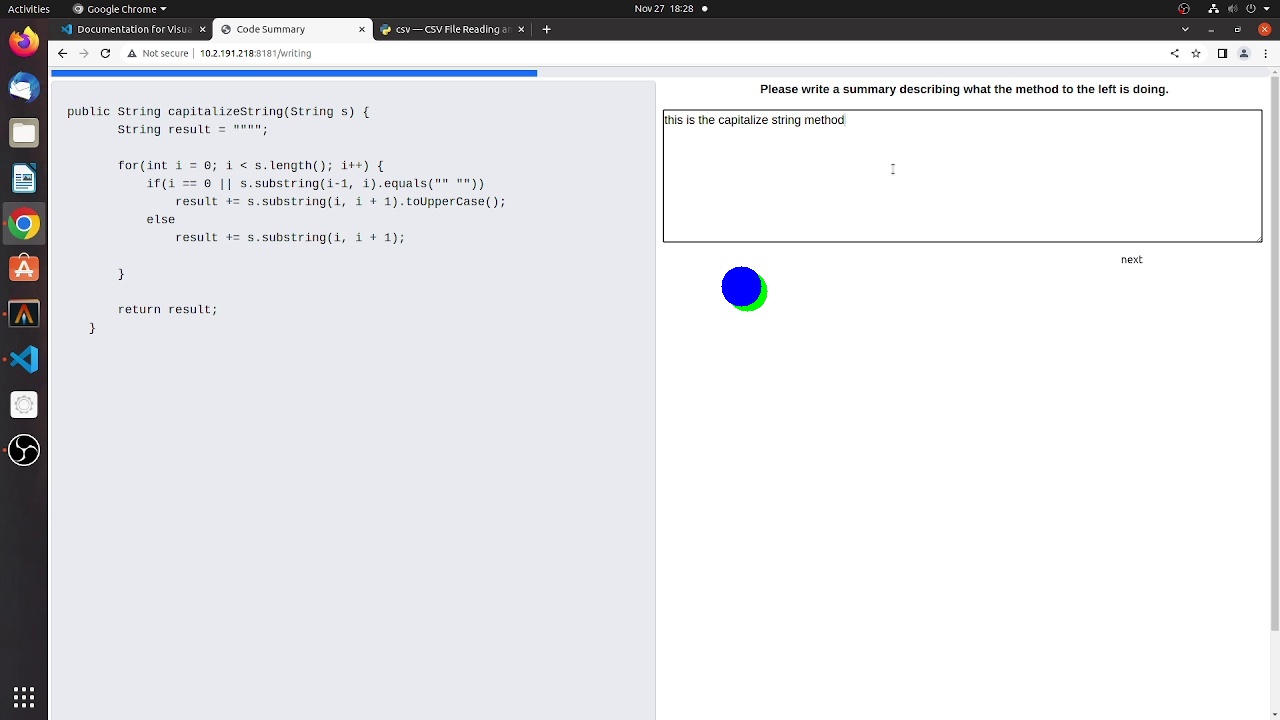 Activities Google Chrome Nov 27 18:28
Documentation for Visua Code Summary csv — CSV File Reading a
Not secure 10.2.191.218:8181/writing
Please write a summary describing what the method to the left is doing.
public String capitalizeString(String s) {
String result = """";
for(int i = 0; i < s.length(); i++) {
if(i == 0 || s.substring(i-1, i).equals("" ""))
result += s.substring(i, i + 1).toUpperCase();
else
result += s.substring(i, i + 1);
}
return result;
}
this is the capitalize string method
next